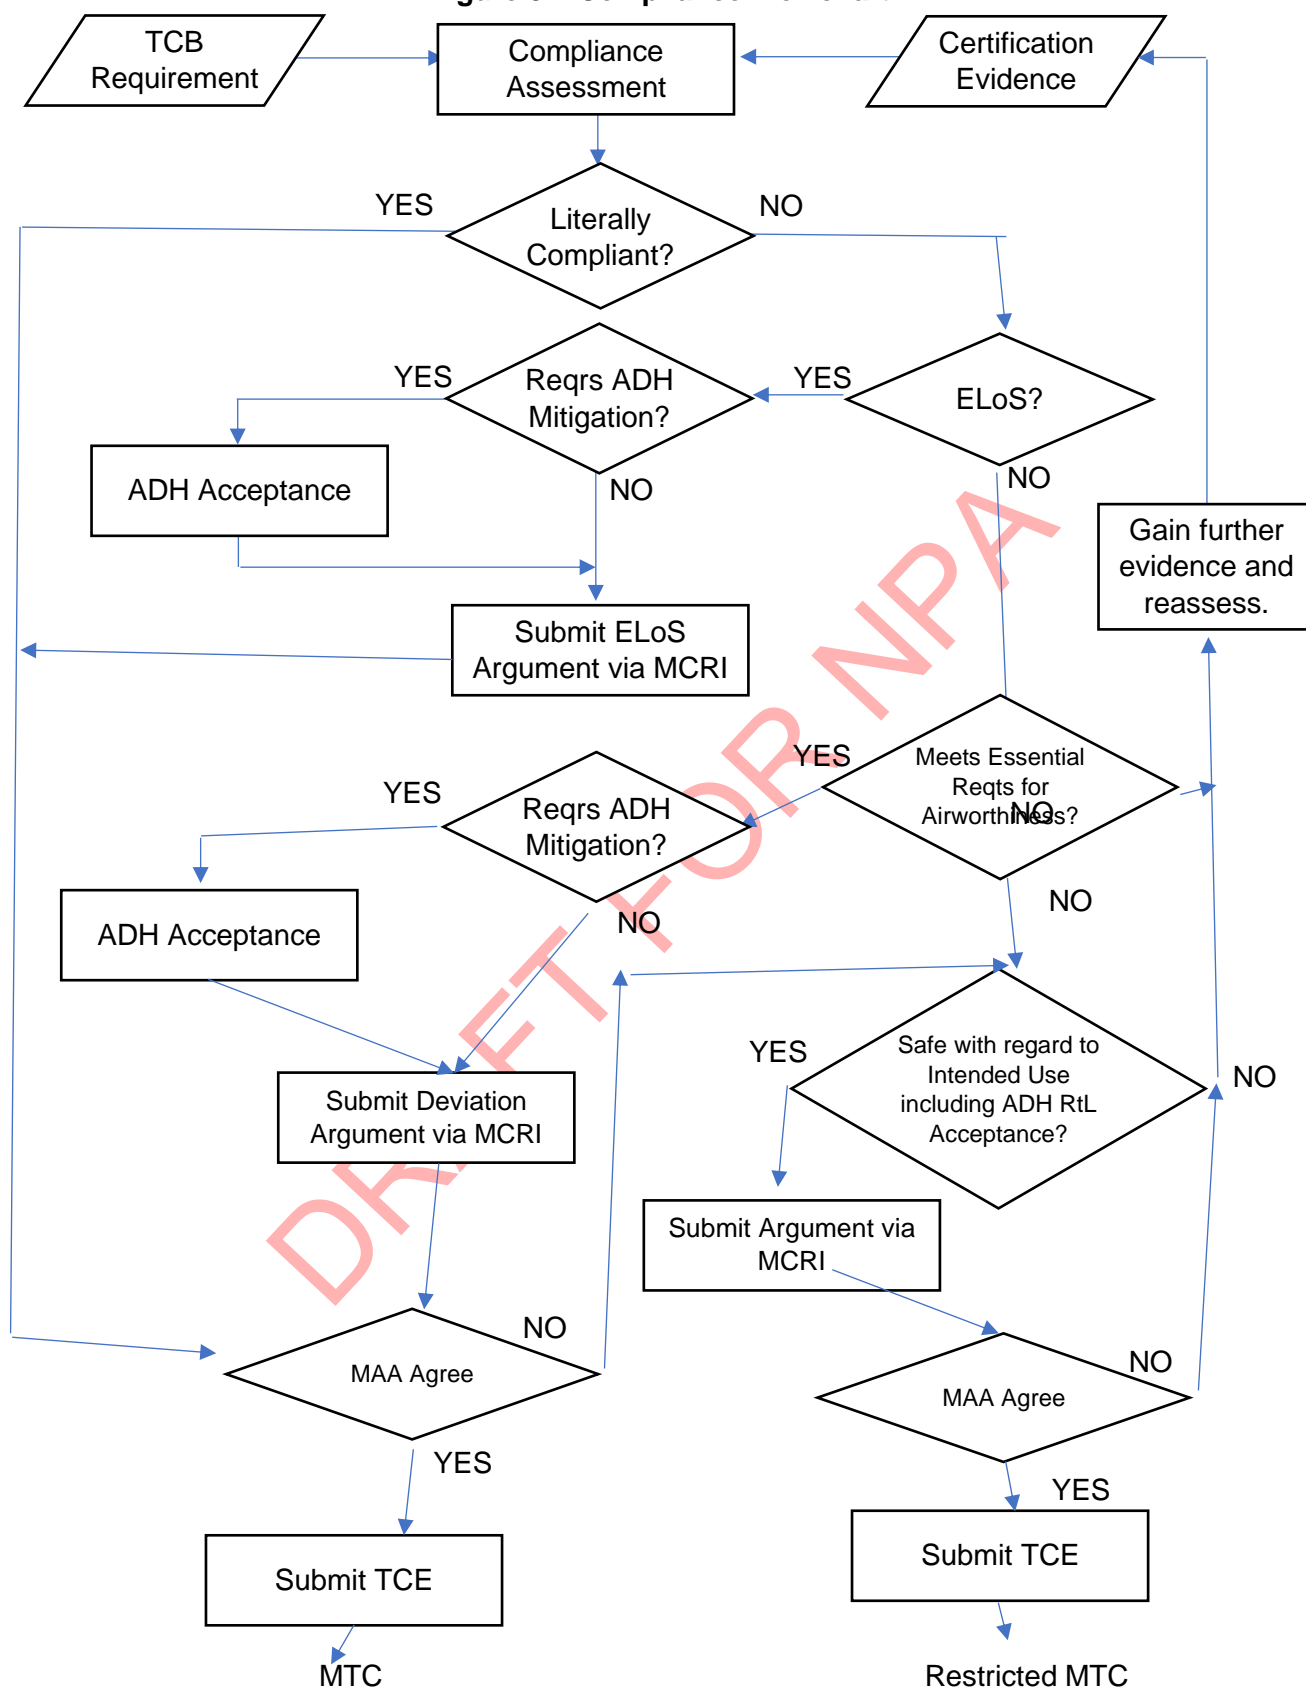 TCB
Requirement
Compliance
Assessment
Certification
Evidence
YES
Literally
Compliant?
NO
YES
Reqrs ADH
Mitigation?
YES
ELoS?
ADH Acceptance
NO
NO
Gain further
evidence and
reassess.
Submit ELoS
Argument via MCRI
YES
Meets Essential
Reqts for
Airworthiness?
NO
YES
Reqrs ADH
Mitigation?
NO
ADH Acceptance
NO
YES
Safe with regard to
Intended Use
including ADH RtL
Acceptance?
NO
Submit Deviation
Argument via MCRI
Submit Argument via
MCRI
NO
MAA Agree
NO
MAA Agree
YES
YES
Submit TCE
Submit TCE
MTC
Restricted MTC
DRAFT FOR NPA